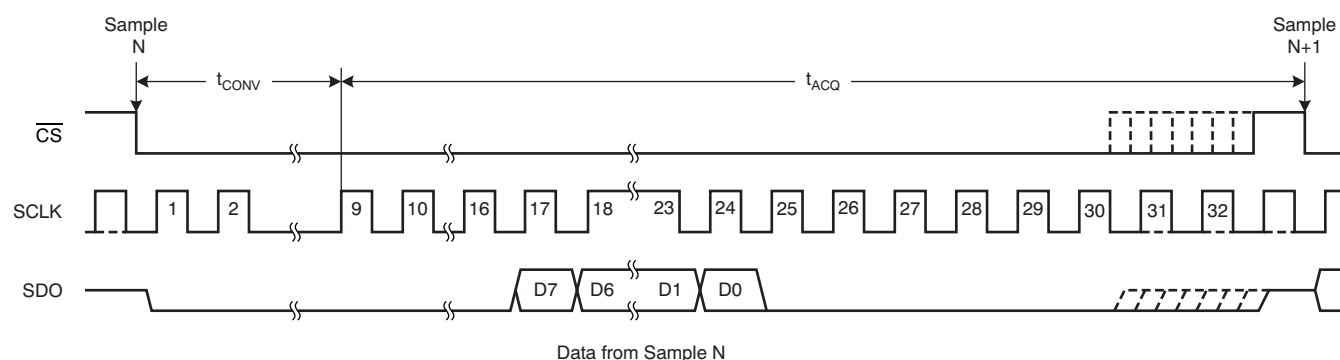 Sample
N
Sample
N+1
tCONV
tACQ
CS
SCLK
1 2 9 10 16 17 18 23 24 25 26 27 28 29 30 31 32
SDO
D7 D6 D1 D0
Data from Sample N